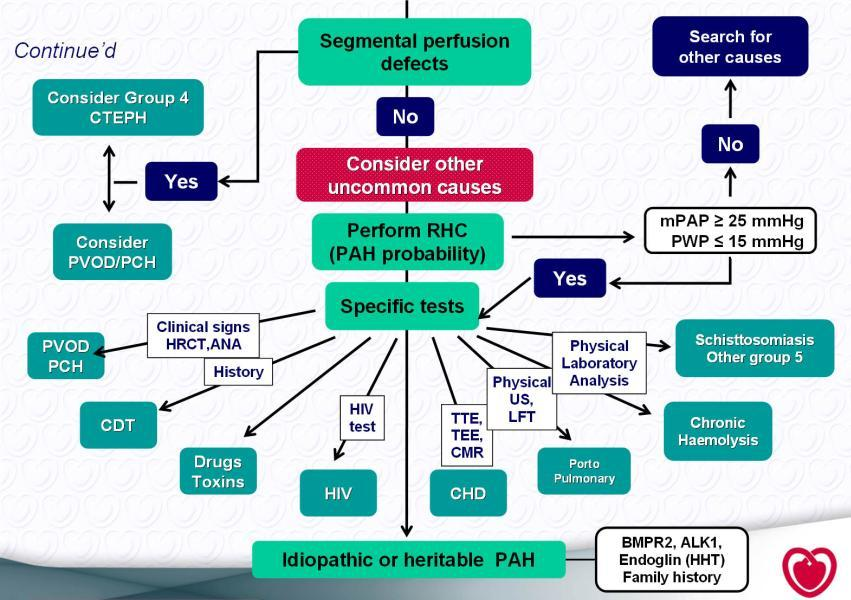 Continue'd
Segmental perfusion
defects
Search for
other causes
Consider Group 4
CTEPH
No
No
Consider other
uncommon causes
Yes
Perform RHC
(PAH probability)
mPAP ≥ 25 mmHg
PWP ≤ 15 mmHg
Consider
PVOD/PCH
Yes
Specific tests
Clinical signs
HRCT,ANA
PVOD
PCH
History
Physical
Laboratory
Analysis
Schisttosomiasis
Other group 5
HIV
test
TTE,
TEE,
CMR
Physical
US,
LFT
CDT
Drugs
Toxins
HIV
CHD
Porto
Pulmonary
Chronic
Haemolysis
Idiopathic or heritable PAH
BMPR2, ALK1,
Endoglin (HHT)
Family history